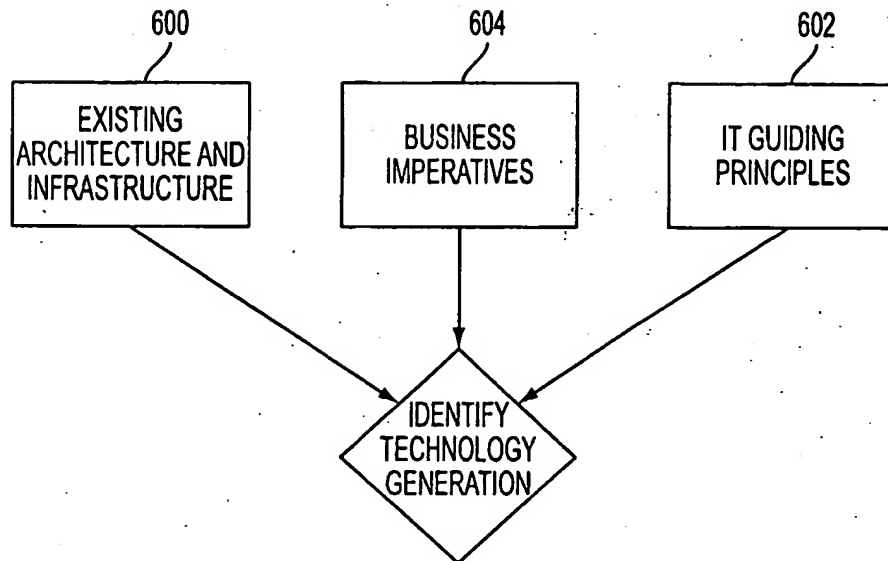 600
604
602
EXISTING
ARCHITECTURE AND
INFRASTRUCTURE
BUSINESS
IMPERATIVES
IT GUIDING
PRINCIPLES
IDENTIFY
TECHNOLOGY
GENERATION